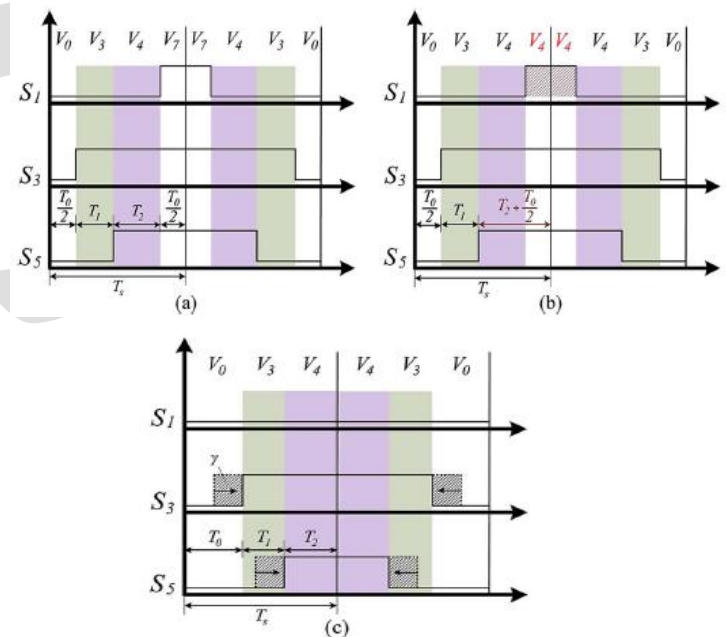 V0 V3 V4 V7 V7 V4 V3 V0
S1
S3
T0/2 T1 T2 T0/2
S5
Ts
(a)
V0 V3 V4 V4 V4 V4 V3 V0
S1
S3
T0/2 T1 T2 + T0/2
S5
Ts
(b)
V0 V3 V4 V4 V3 V0
S1
γ
S3
T0 T1 T2
S5
Ts
(c)